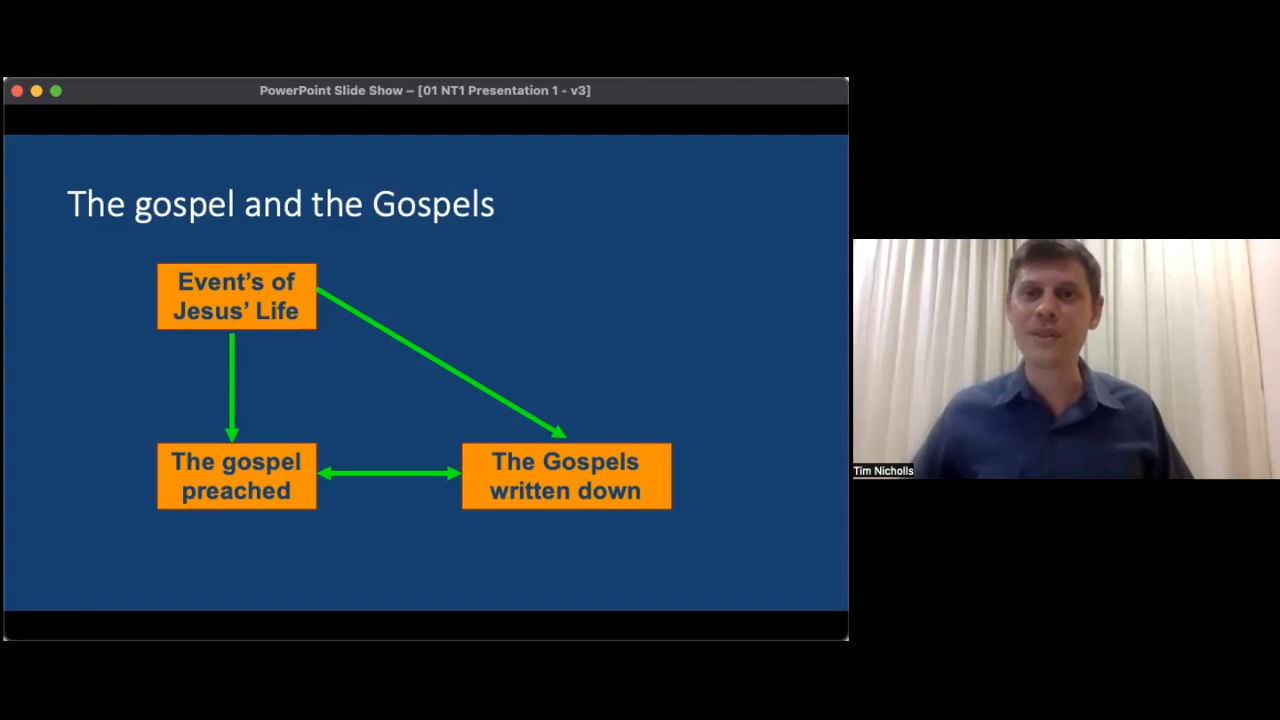 PowerPoint Slide Show – [01 NT1 Presentation 1 - v3]
The gospel and the Gospels
Event’s of
Jesus’ Life
The gospel
preached
The Gospels
written down
Tim Nicholls